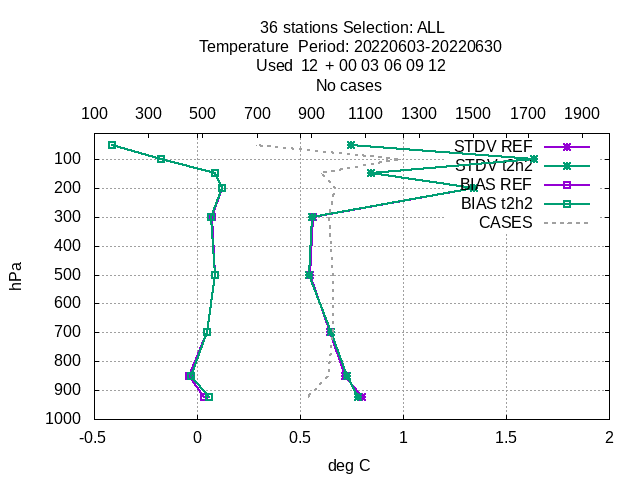 36 stations Selection: ALL
Temperature  Period: 20220603-20220630
Used  12  + 00 03 06 09 12
No cases
100 300 500 700 900 1100 1300 1500 1700 1900
STDV REF
STDV t2h2
BIAS REF
BIAS t2h2
CASES
100
200
300
400
500
600
700
800
900
1000
hPa
-0.5 0 0.5 1 1.5 2
deg C